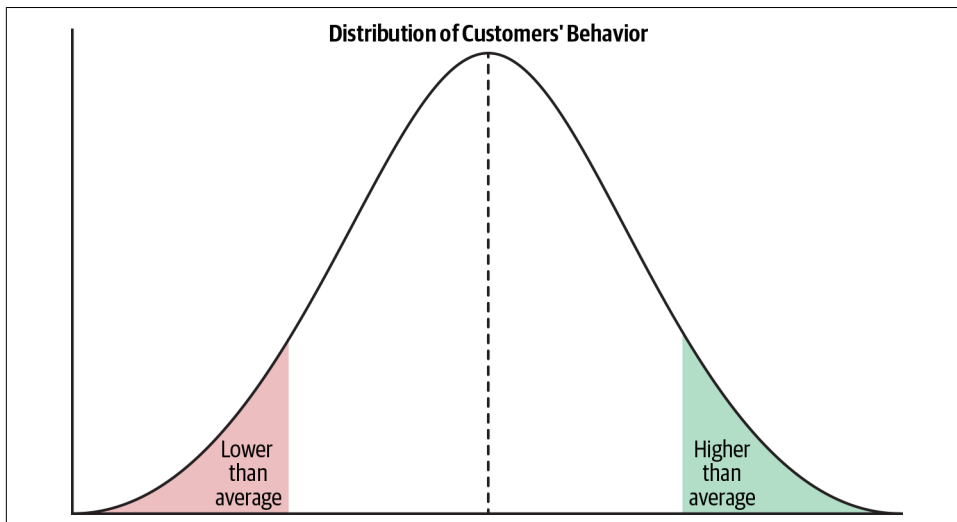 Distribution of Customers' Behavior
Lower
than
average
Higher
than
average